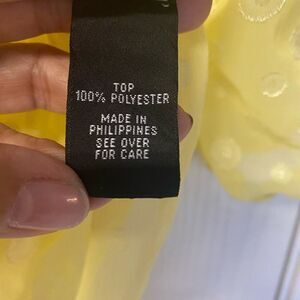 TOP
100% POLYESTER
MADE IN
PHILIPPINES
SEE OVER
FOR CARE